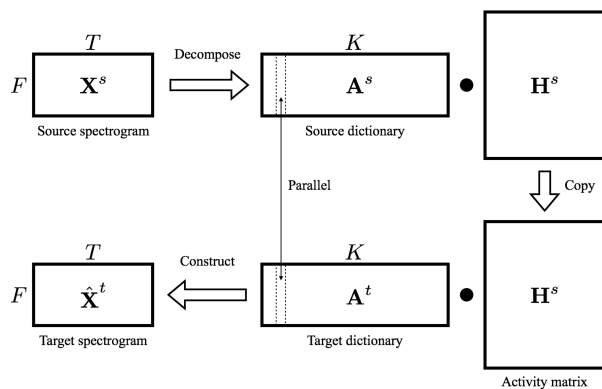 T
Decompose
K
F
X^s
A^s
H^s
Source spectrogram
Source dictionary
Parallel
Copy
T
Construct
K
F
X̂^t
A^t
H^s
Target spectrogram
Target dictionary
Activity matrix